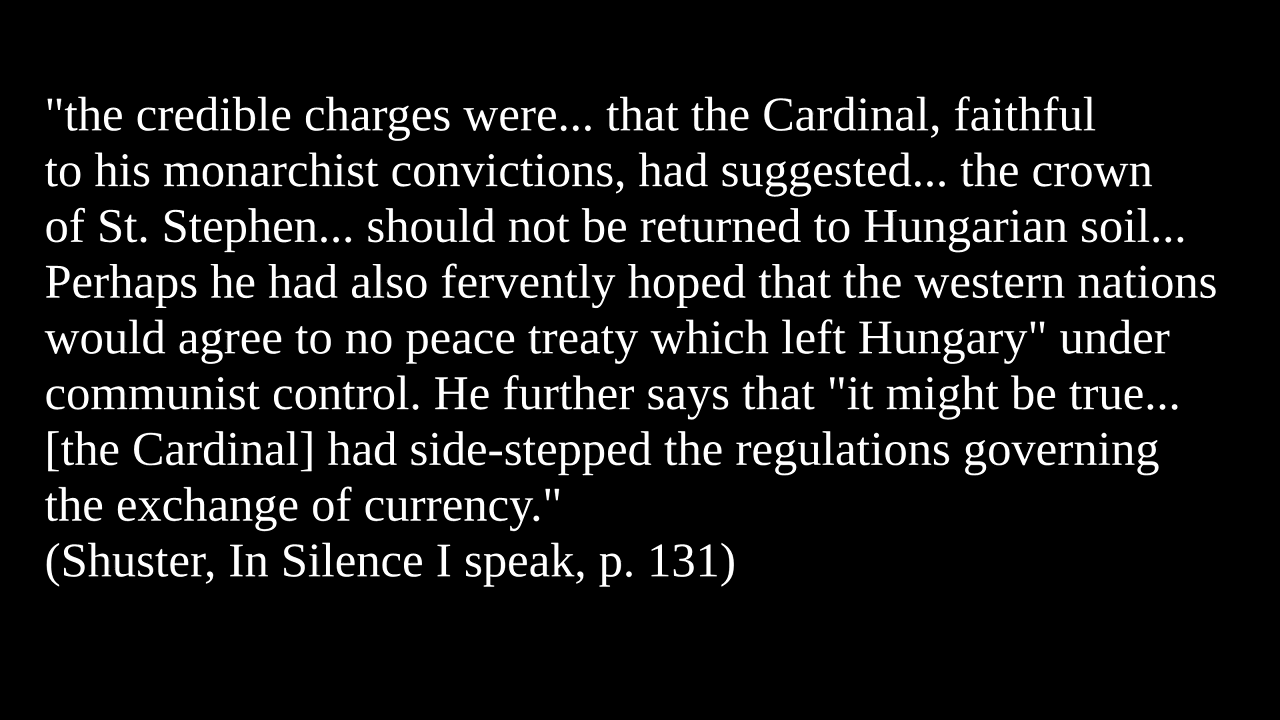 "the credible charges were... that the Cardinal, faithful
to his monarchist convictions, had suggested... the crown
of St. Stephen... should not be returned to Hungarian soil...
Perhaps he had also fervently hoped that the western nations
would agree to no peace treaty which left Hungary" under
communist control. He further says that "it might be true...
[the Cardinal] had side-stepped the regulations governing
the exchange of currency."
(Shuster, In Silence I speak, p. 131)